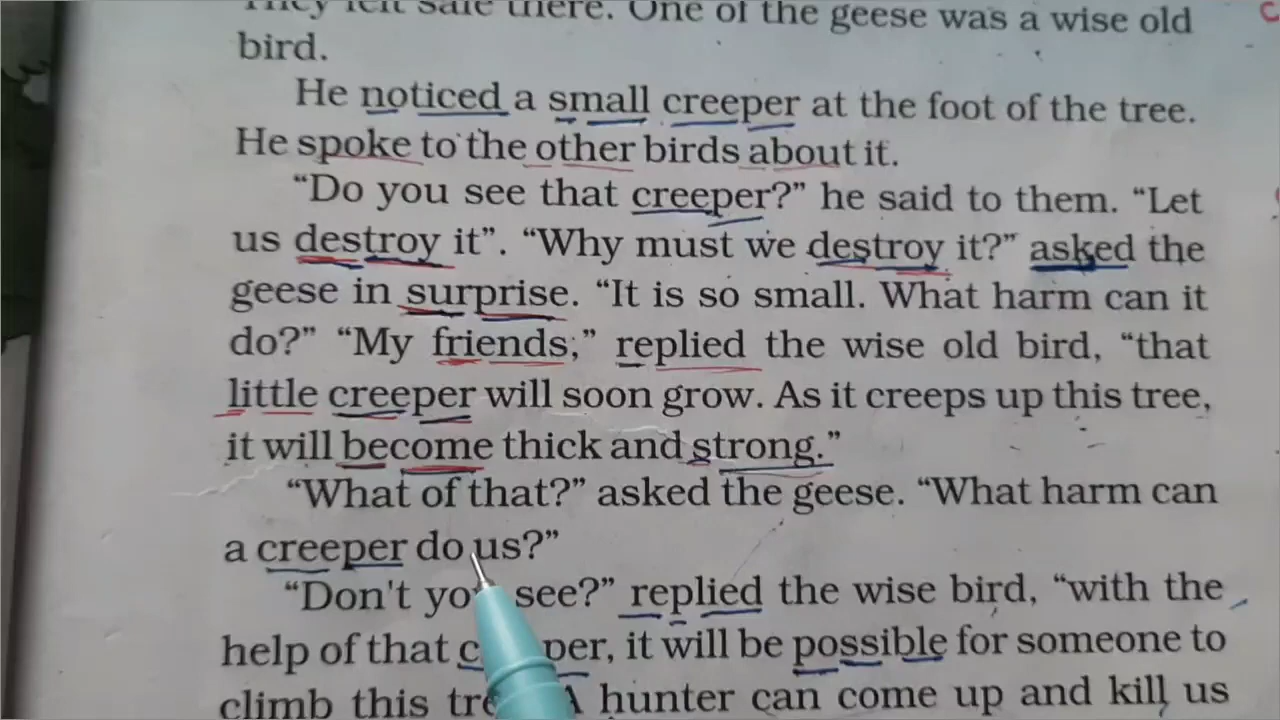 They felt safe there. One of the geese was a wise old
bird.
He noticed a small creeper at the foot of the tree.
He spoke to the other birds about it.
“Do you see that creeper?” he said to them. “Let
us destroy it”. “Why must we destroy it?” asked the
geese in surprise. “It is so small. What harm can it
do?” “My friends,” replied the wise old bird, “that
little creeper will soon grow. As it creeps up this tree,
it will become thick and strong.”
“What of that?” asked the geese. “What harm can
a creeper do us?”
“Don't you see?” replied the wise bird, “with the
help of that creeper, it will be possible for someone to
climb this tree. A hunter can come up and kill us